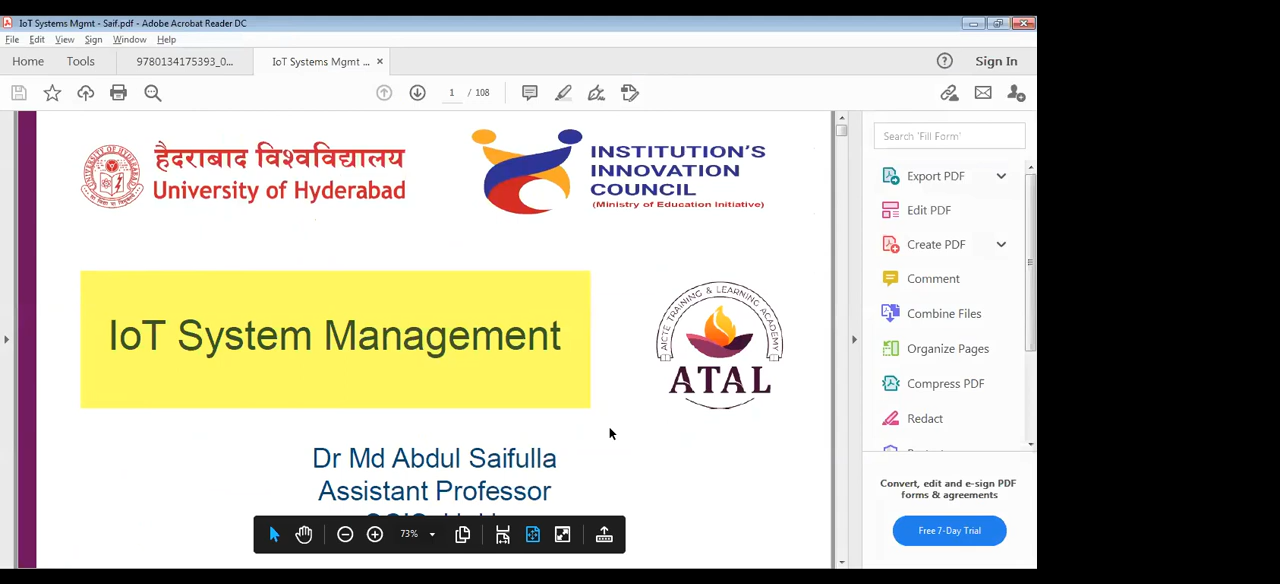 IoT Systems Mgmt - Saif.pdf - Adobe Acrobat Reader DC
File Edit View Sign Window Help
Home Tools 9780134175393_0... IoT Systems Mgmt ... × Sign In
1 / 108
हैदराबाद विश्वविद्यालय
University of Hyderabad
INSTITUTION'S
INNOVATION
COUNCIL
(Ministry of Education Initiative)
IoT System Management
AICTE TRAINING & LEARNING ACADEMY
ATAL
Dr Md Abdul Saifulla
Assistant Professor
73%
Search 'Fill Form'
Export PDF
Edit PDF
Create PDF
Comment
Combine Files
Organize Pages
Compress PDF
Redact
Convert, edit and e-sign PDF
forms & agreements
Free 7-Day Trial